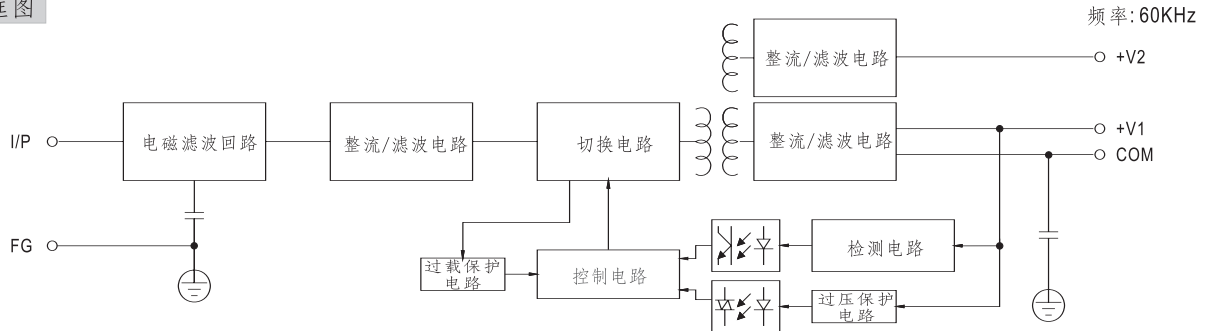 框图
频率: 60KHz
整流/滤波电路
+V2
I/P
电磁滤波回路
整流/滤波电路
切换电路
整流/滤波电路
+V1
COM
FG
过载保护
电路
控制电路
检测电路
过压保护
电路